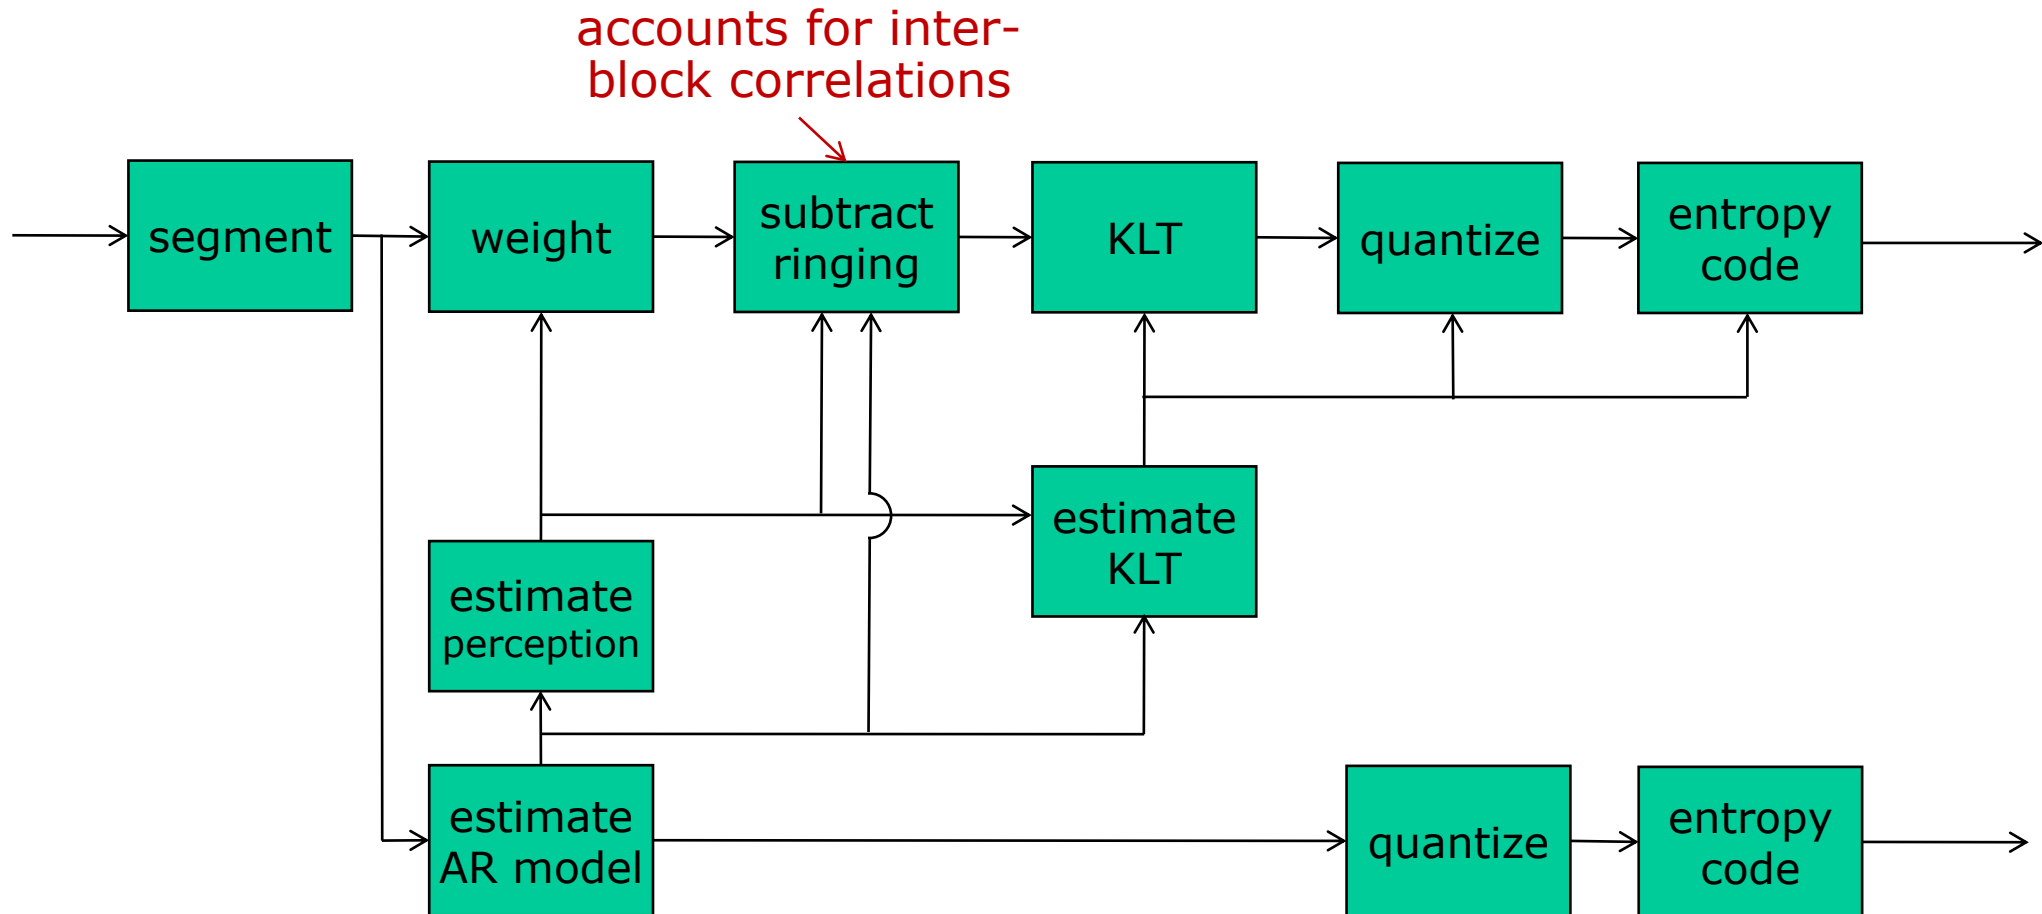 accounts for inter-
block correlations
segment
weight
subtract
ringing
KLT
quantize
entropy
code
estimate
KLT
estimate
perception
estimate
AR model
quantize
entropy
code